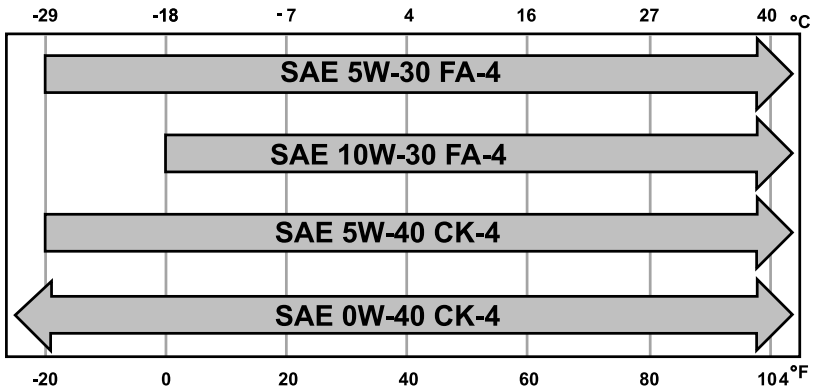 -29 -18 -7 4 16 27 40 °C
SAE 5W-30 FA-4
SAE 10W-30 FA-4
SAE 5W-40 CK-4
SAE 0W-40 CK-4
-20 0 20 40 60 80 104 °F